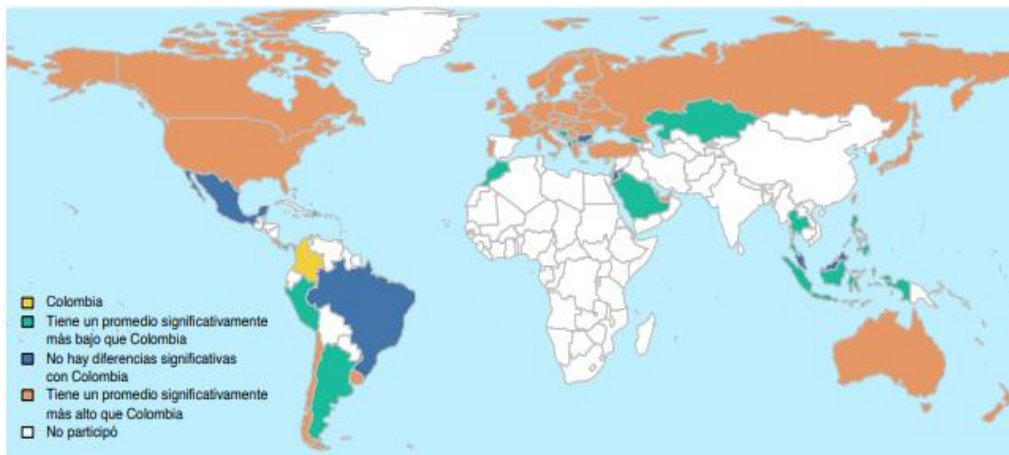 Colombia
Tiene un promedio significativamente
más bajo que Colombia
No hay diferencias significativas
con Colombia
Tiene un promedio significativamente
más alto que Colombia
No participó